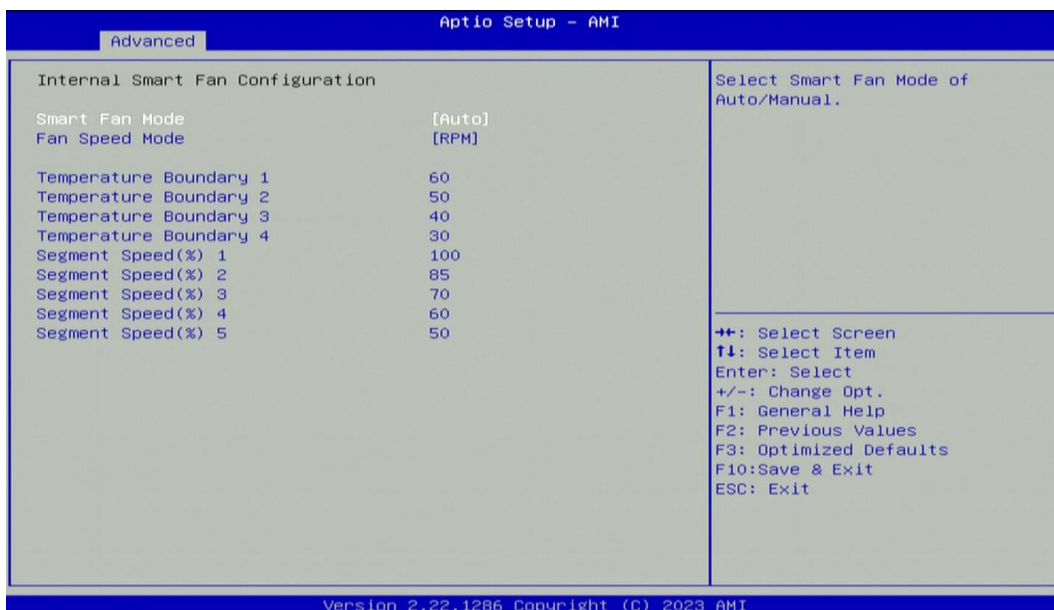 Aptio Setup – AMI
Advanced
Internal Smart Fan Configuration
Smart Fan Mode [Auto]
Fan Speed Mode [RPM]
Temperature Boundary 1 60
Temperature Boundary 2 50
Temperature Boundary 3 40
Temperature Boundary 4 30
Segment Speed(%) 1 100
Segment Speed(%) 2 85
Segment Speed(%) 3 70
Segment Speed(%) 4 60
Segment Speed(%) 5 50
Select Smart Fan Mode of
Auto/Manual.
→←: Select Screen
↑↓: Select Item
Enter: Select
+/-: Change Opt.
F1: General Help
F2: Previous Values
F3: Optimized Defaults
F10:Save & Exit
ESC: Exit
Version 2.22.1286 Copyright (C) 2023 AMI